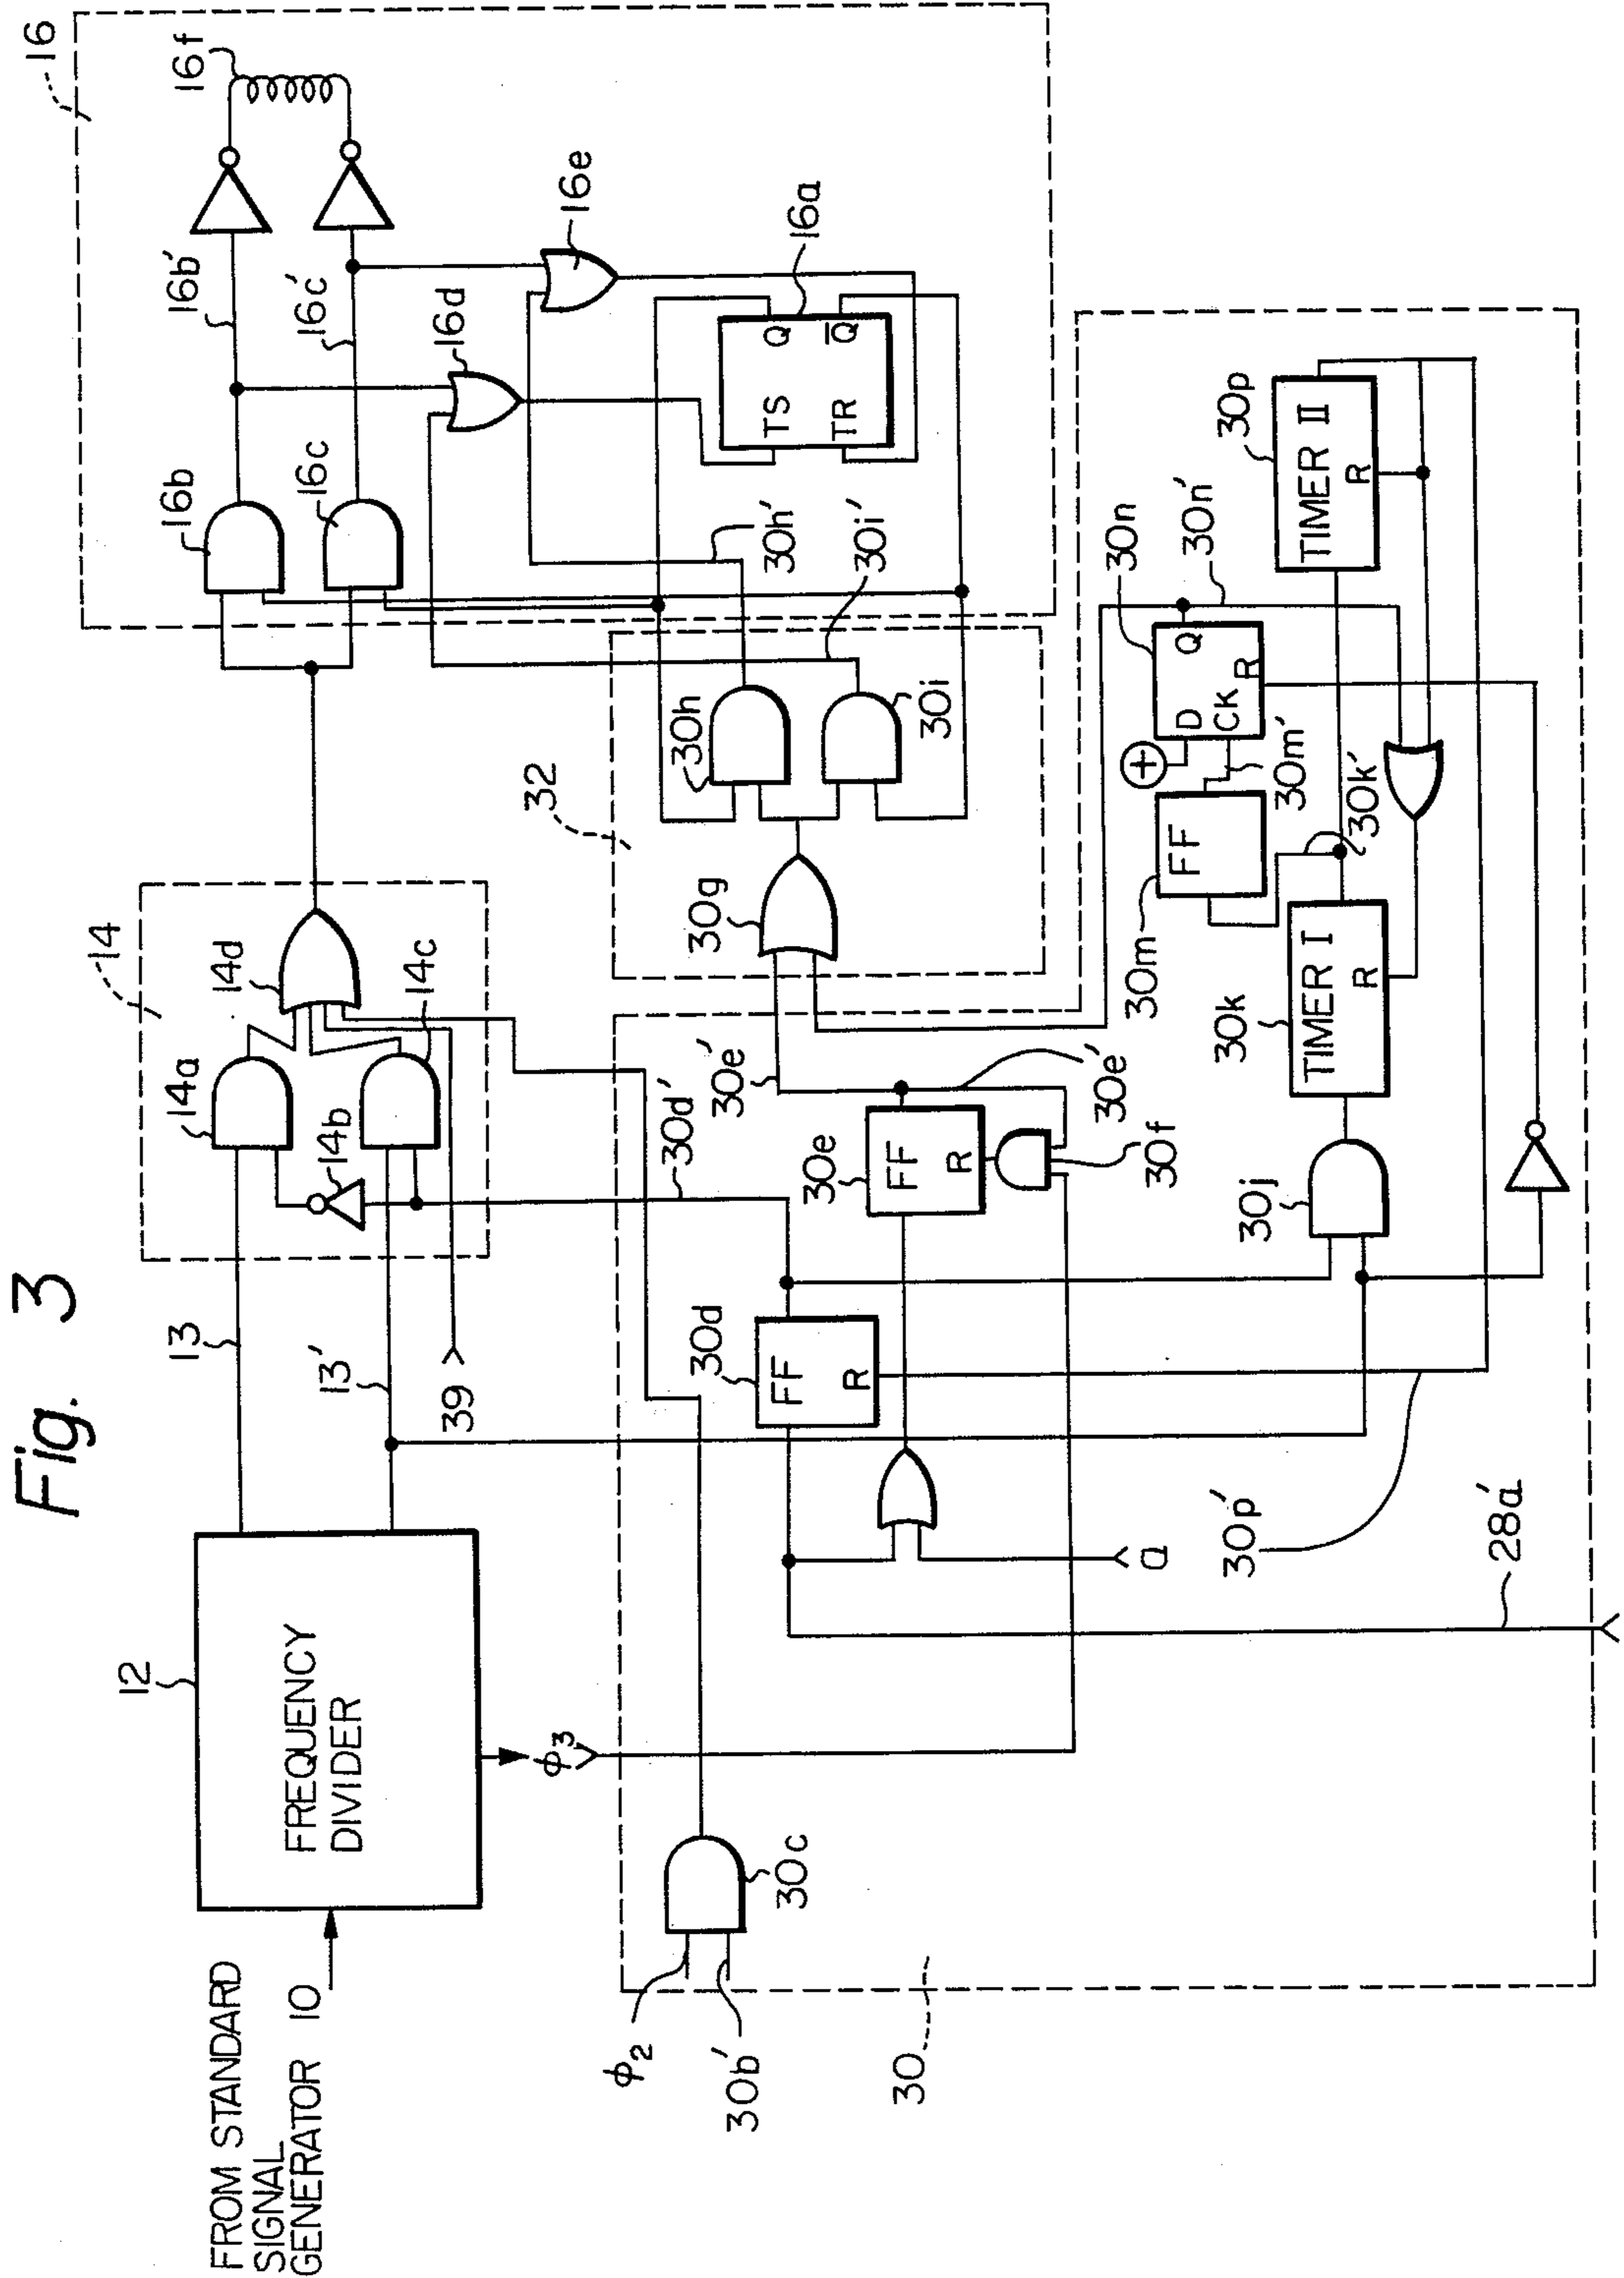 Fig. 3
FROM STANDARD
SIGNAL
GENERATOR 10
12
FREQUENCY
DIVIDER
ϕ3
13
13'
39
14
14a
14b
14c
14d
16
16b
16b'
16c
16c'
16d
16e
16f
16a
TS
Q
TR
Q̅
32
30g
30h
30h'
30i
30i'
30
ϕ2
30b'
30c
30d
FF
R
30d'
30e
FF
R
30e'
30e'
30f
a
28a'
30p'
30j
30k
TIMER I
R
30k'
30m
FF
30m'
30n
D
Q
CK
R
30n'
30p
TIMER II
R